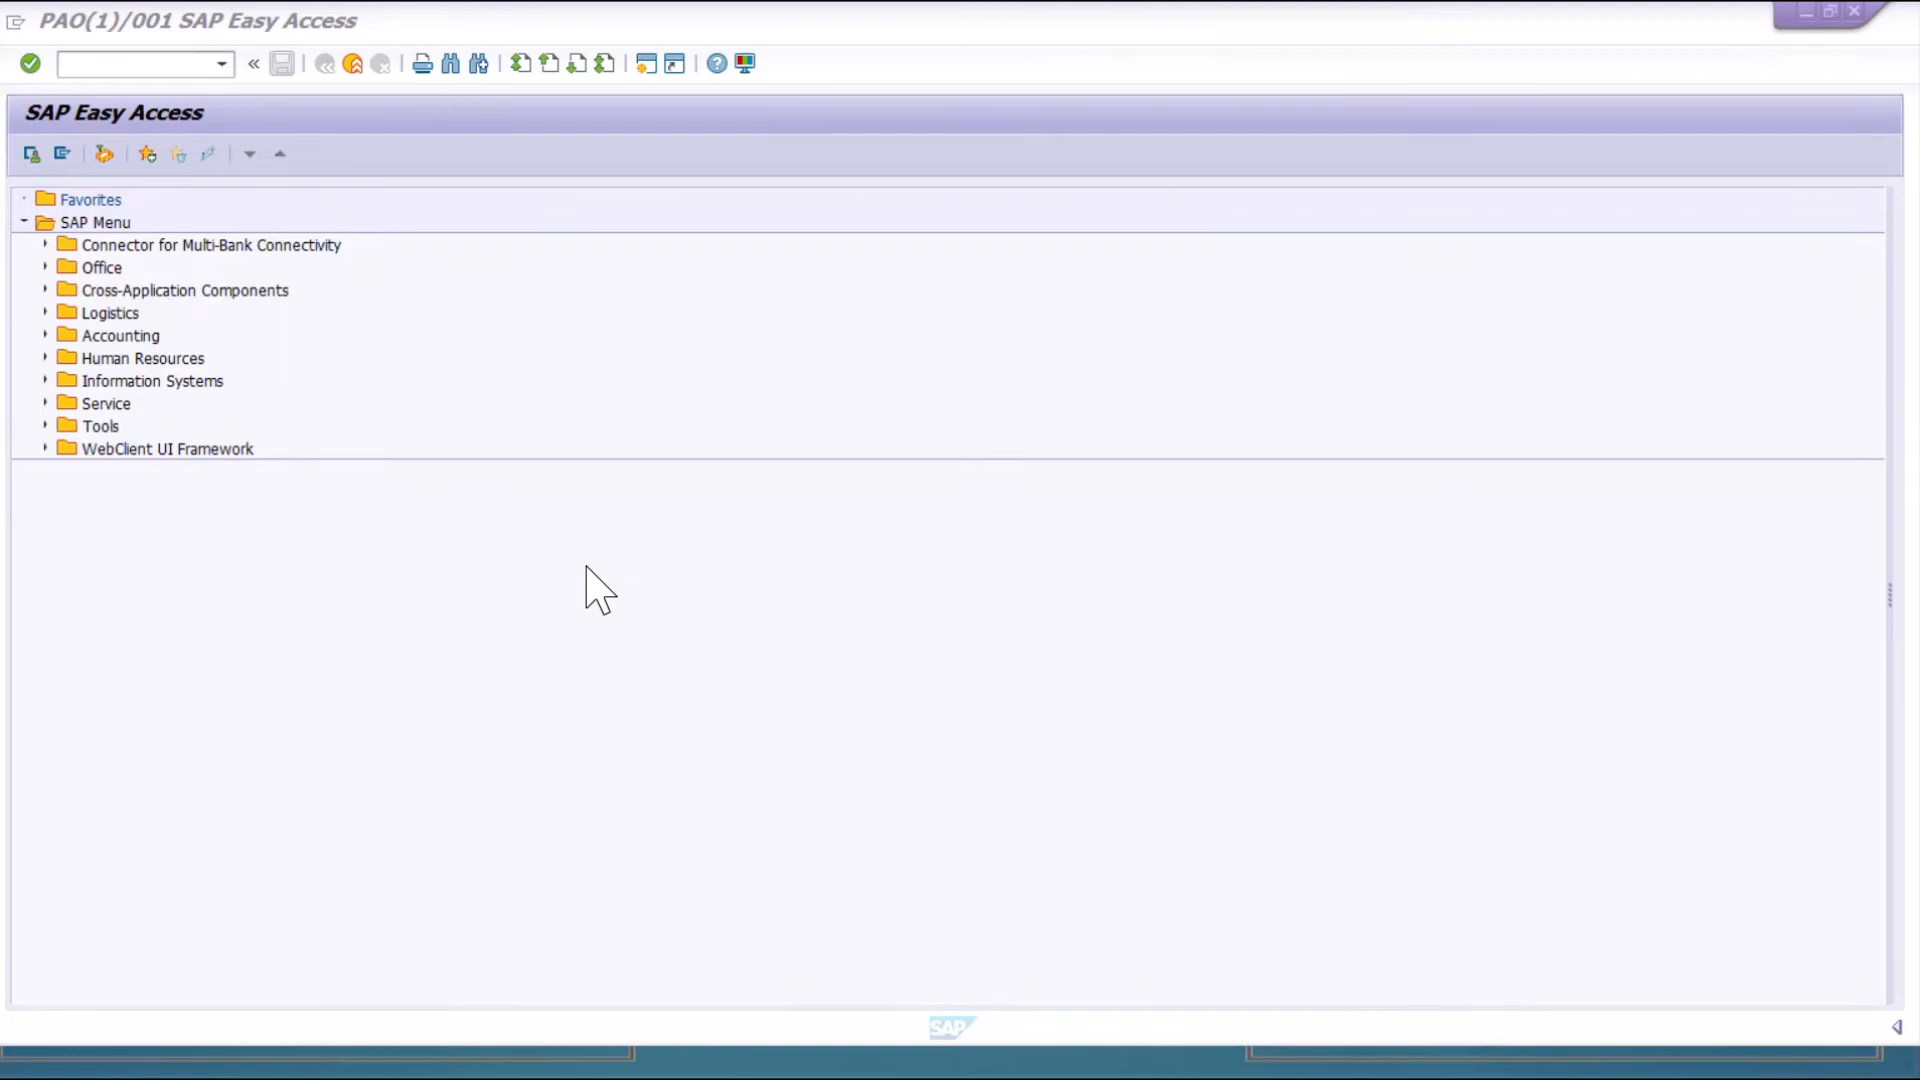 PAO(1)/001 SAP Easy Access
SAP Easy Access
Favorites
SAP Menu
Connector for Multi-Bank Connectivity
Office
Cross-Application Components
Logistics
Accounting
Human Resources
Information Systems
Service
Tools
WebClient UI Framework
SAP